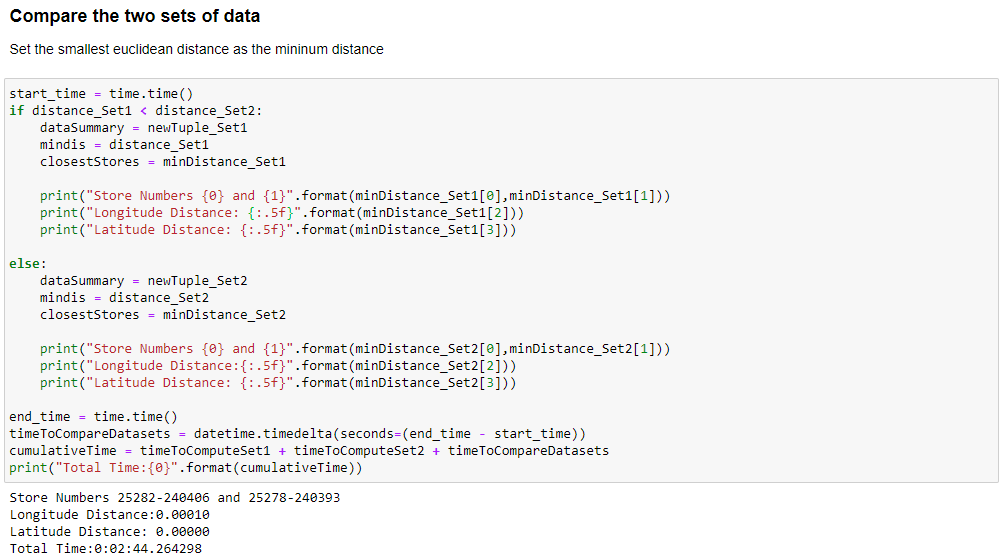 Compare the two sets of data
Set the smallest euclidean distance as the mininum distance
start_time = time.time()
if distance_Set1 < distance_Set2:
    dataSummary = newTuple_Set1
    mindis = distance_Set1
    closestStores = minDistance_Set1
    print("Store Numbers {0} and {1}".format(minDistance_Set1[0],minDistance_Set1[1]))
    print("Longitude Distance: {:.5f}".format(minDistance_Set1[2]))
    print("Latitude Distance: {:.5f}".format(minDistance_Set1[3]))
else:
    dataSummary = newTuple_Set2
    mindis = distance_Set2
    closestStores = minDistance_Set2
    print("Store Numbers {0} and {1}".format(minDistance_Set2[0],minDistance_Set2[1]))
    print("Longitude Distance:{:.5f}".format(minDistance_Set2[2]))
    print("Latitude Distance: {:.5f}".format(minDistance_Set2[3]))
end_time = time.time()
timeToCompareDatasets = datetime.timedelta(seconds=(end_time - start_time))
cumulativeTime = timeToComputeSet1 + timeToComputeSet2 + timeToCompareDatasets
print("Total Time:{0}".format(cumulativeTime))
Store Numbers 25282-240406 and 25278-240393
Longitude Distance:0.00010
Latitude Distance: 0.00000
Total Time:0:02:44.264298